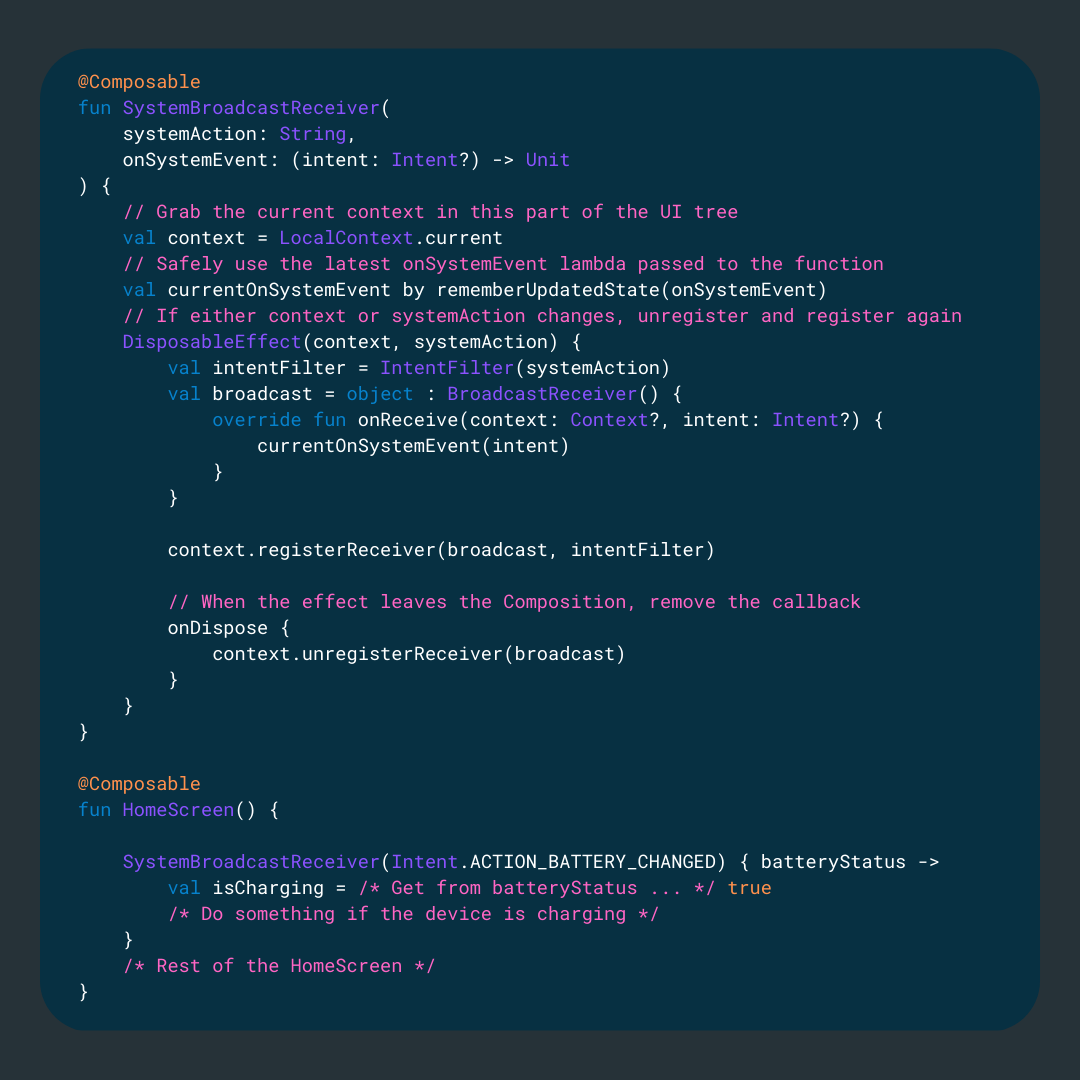 @Composable
fun SystemBroadcastReceiver(
    systemAction: String,
    onSystemEvent: (intent: Intent?) -> Unit
) {
    // Grab the current context in this part of the UI tree
    val context = LocalContext.current
    // Safely use the latest onSystemEvent lambda passed to the function
    val currentOnSystemEvent by rememberUpdatedState(onSystemEvent)
    // If either context or systemAction changes, unregister and register again
    DisposableEffect(context, systemAction) {
        val intentFilter = IntentFilter(systemAction)
        val broadcast = object : BroadcastReceiver() {
            override fun onReceive(context: Context?, intent: Intent?) {
                currentOnSystemEvent(intent)
            }
        }

        context.registerReceiver(broadcast, intentFilter)

        // When the effect leaves the Composition, remove the callback
        onDispose {
            context.unregisterReceiver(broadcast)
        }
    }
}

@Composable
fun HomeScreen() {

    SystemBroadcastReceiver(Intent.ACTION_BATTERY_CHANGED) { batteryStatus ->
        val isCharging = /* Get from batteryStatus ... */ true
        /* Do something if the device is charging */
    }
    /* Rest of the HomeScreen */
}